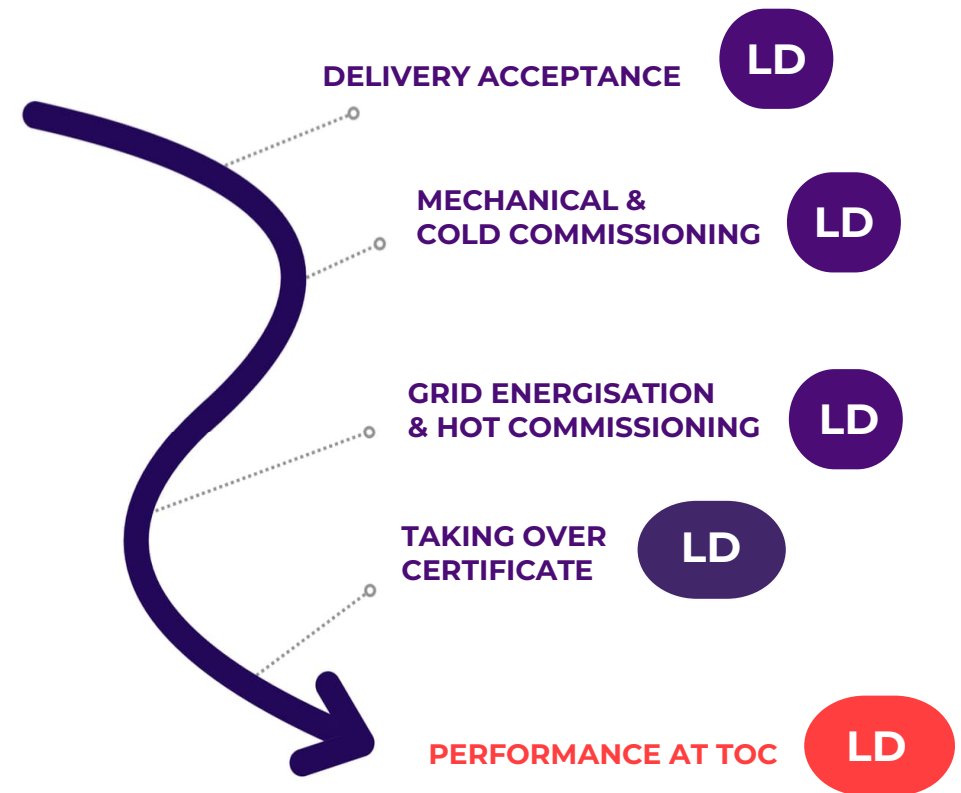 DELIVERY ACCEPTANCE
LD
MECHANICAL &
COLD COMMISSIONING
LD
GRID ENERGISATION
& HOT COMMISSIONING
LD
TAKING OVER
CERTIFICATE
LD
PERFORMANCE AT TOC
LD